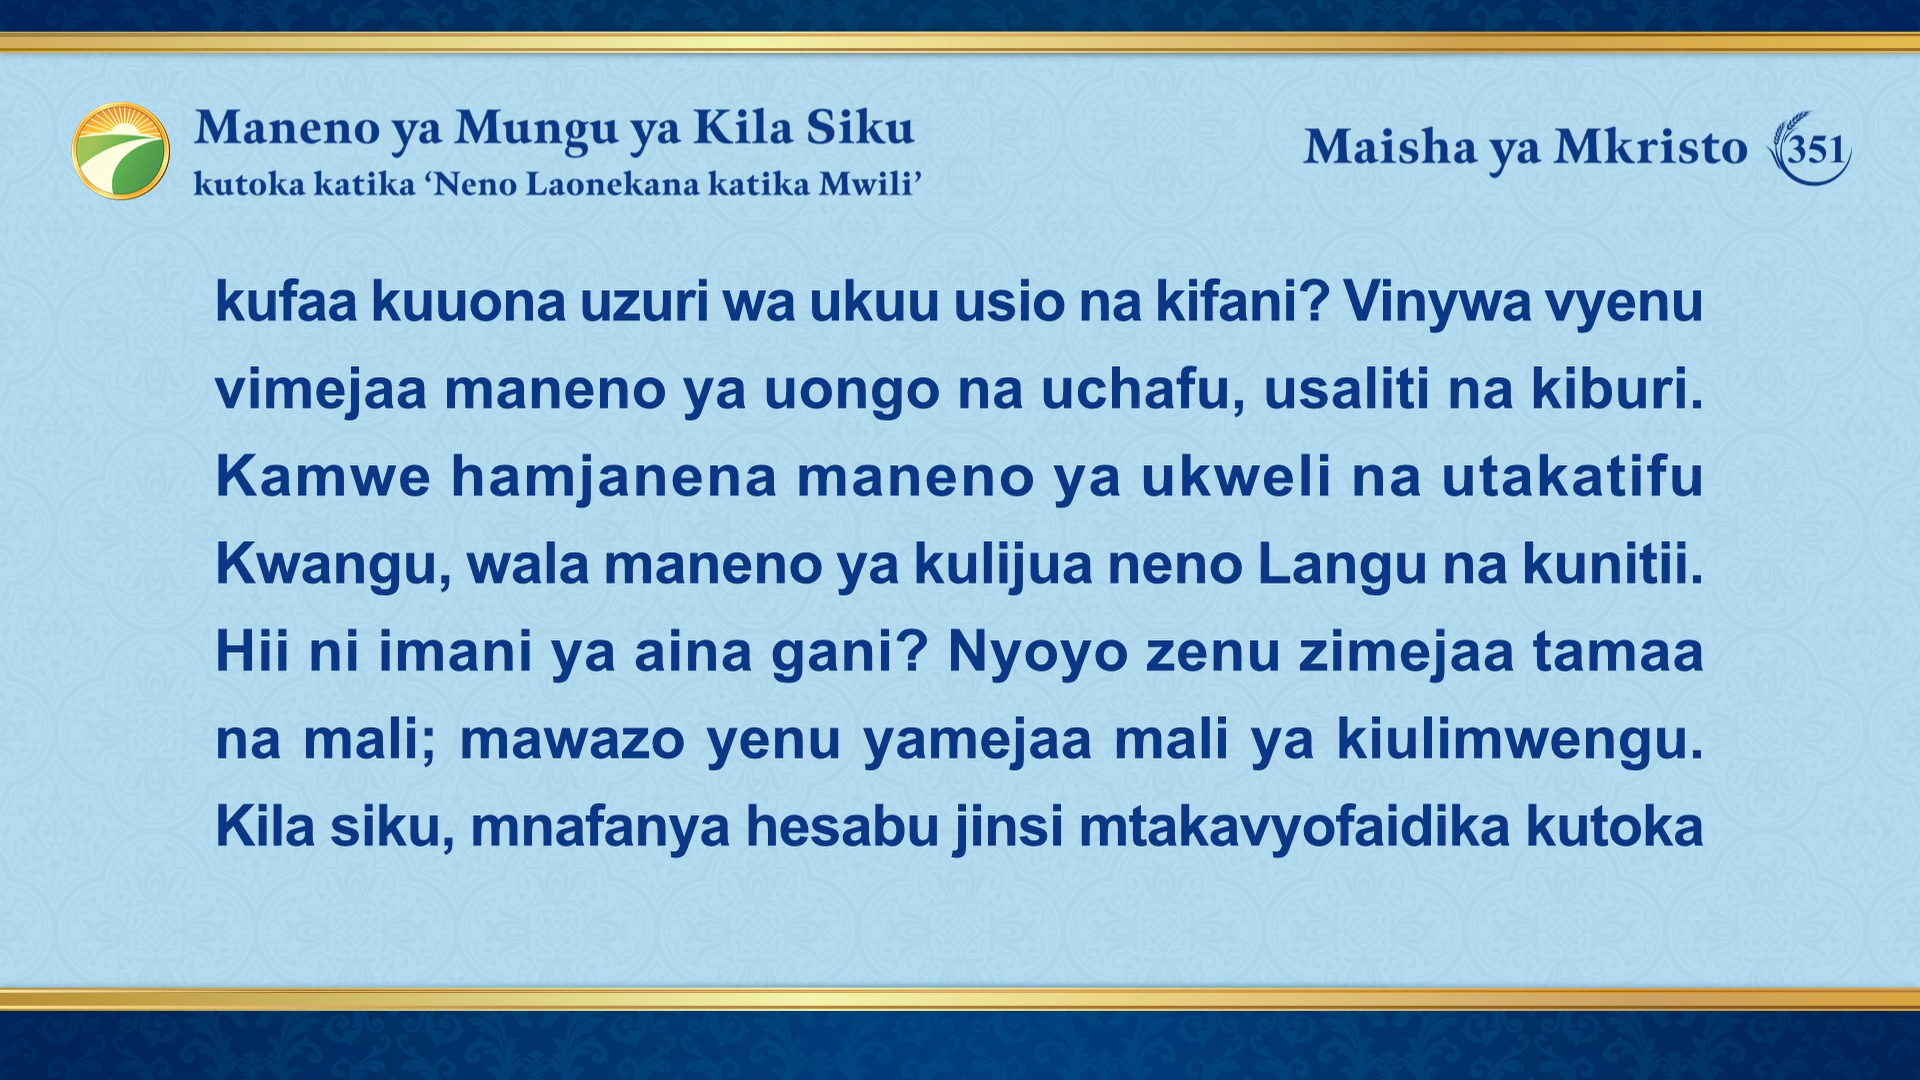 Maneno ya Mungu ya Kila Siku
kutoka katika ‘Neno Laonekana katika Mwili’
Maisha ya Mkristo 351
kufaa kuuona uzuri wa ukuu usio na kifani? Vinywa vyenu
vimejaa maneno ya uongo na uchafu, usaliti na kiburi.
Kamwe hamjanena maneno ya ukweli na utakatifu
Kwangu, wala maneno ya kulijua neno Langu na kunitii.
Hii ni imani ya aina gani? Nyoyo zenu zimejaa tamaa
na mali; mawazo yenu yamejaa mali ya kiulimwengu.
Kila siku, mnafanya hesabu jinsi mtakavyofaidika kutoka